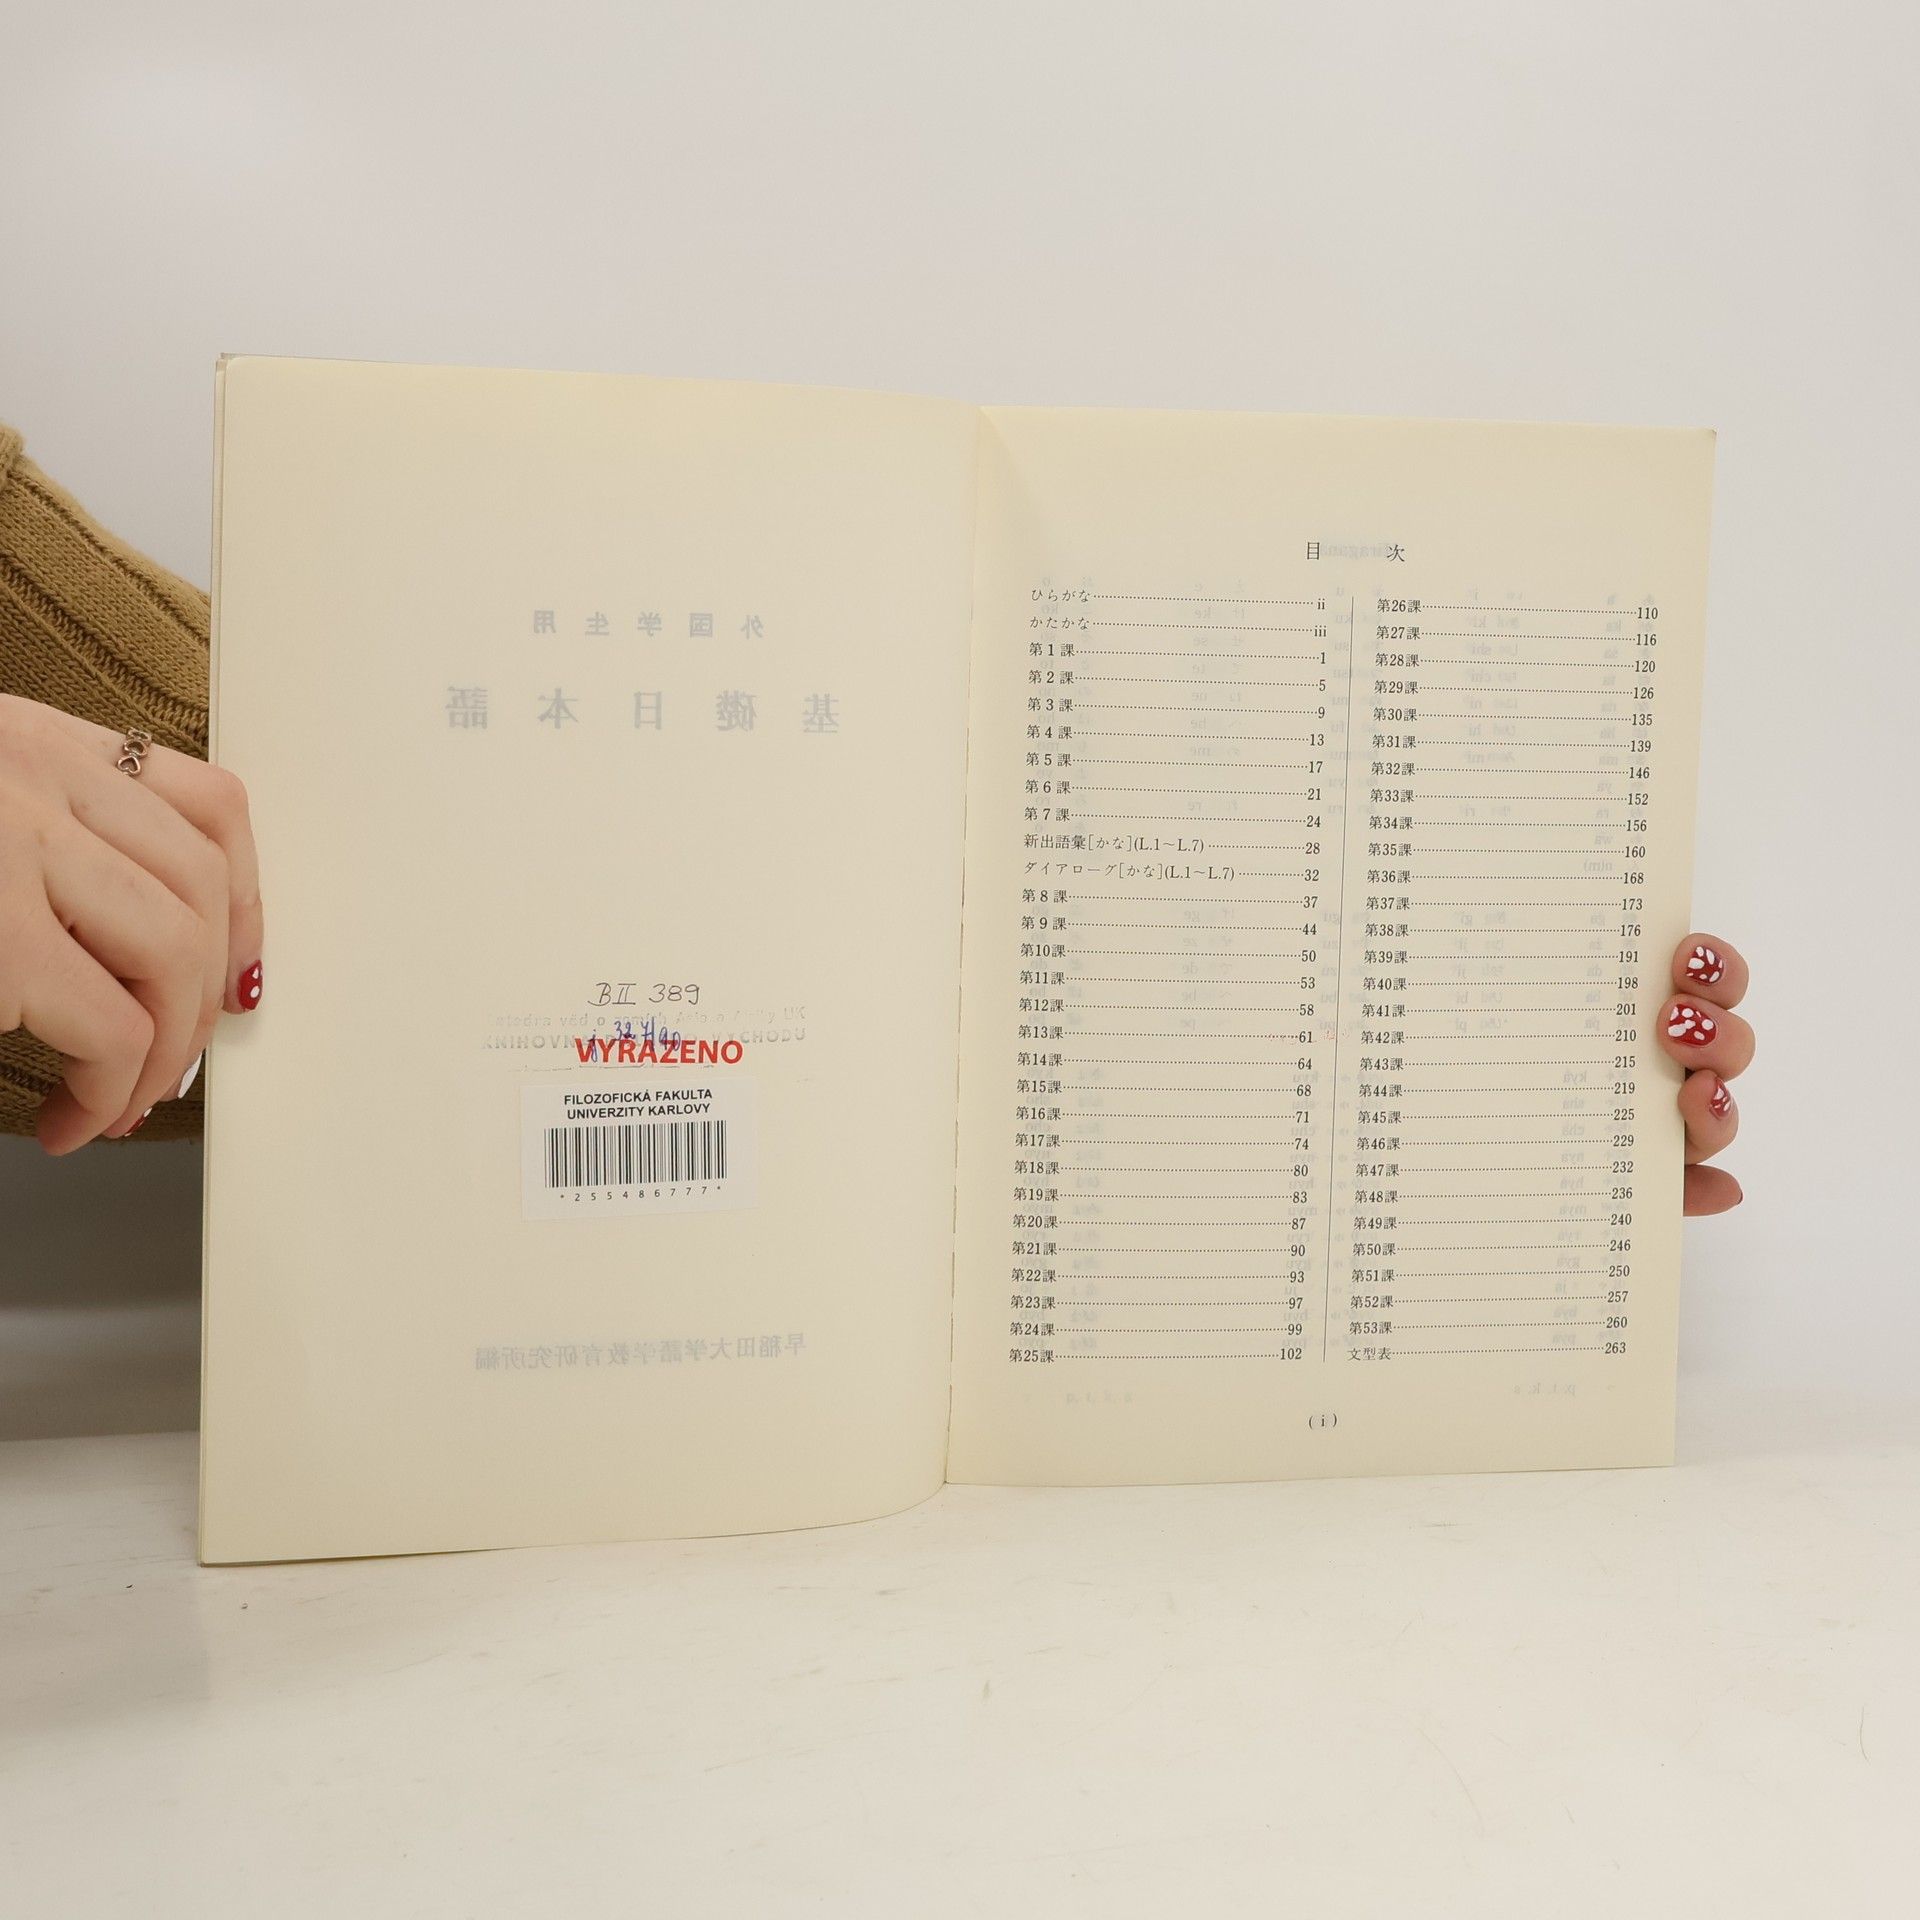 外国学生用
基礎日本語
BII 389
Katedra věd o zemích Asie a Afriky UK
j 327/90
VYŘAZENO
FILOZOFICKÁ FAKULTA
UNIVERZITY KARLOVY
*255486777*
早稲田大学語学教育研究所編
目次
ひらがな ii
かたかな iii
第1課 1
第2課 5
第3課 9
第4課 13
第5課 17
第6課 21
第7課 24
新出語彙[かな](L.1～L.7) 28
ダイアローグ[かな](L.1～L.7) 32
第8課 37
第9課 44
第10課 50
第11課 53
第12課 58
第13課 61
第14課 64
第15課 68
第16課 71
第17課 74
第18課 80
第19課 83
第20課 87
第21課 90
第22課 93
第23課 97
第24課 99
第25課 102
第26課 110
第27課 116
第28課 120
第29課 126
第30課 135
第31課 139
第32課 146
第33課 152
第34課 156
第35課 160
第36課 168
第37課 173
第38課 176
第39課 191
第40課 198
第41課 201
第42課 210
第43課 215
第44課 219
第45課 225
第46課 229
第47課 232
第48課 236
第49課 240
第50課 246
第51課 250
第52課 257
第53課 260
文型表 263
(i)